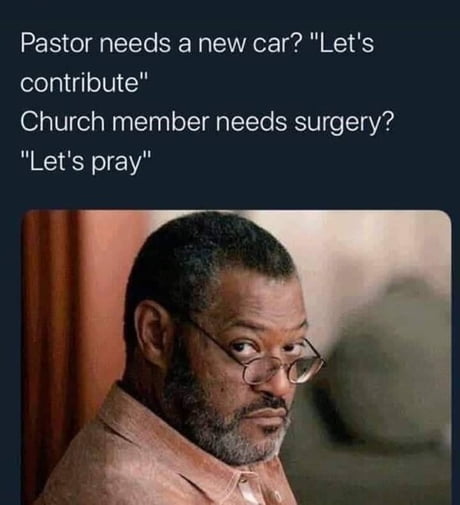 Pastor needs a new car? "Let's
contribute"
Church member needs surgery?
"Let's pray"